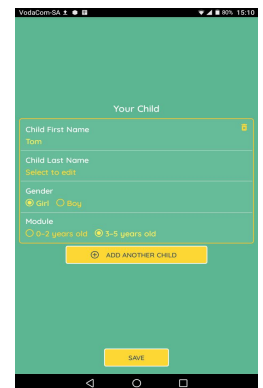 VodaCom-SA
80% 15:10
Your Child
Child First Name
Tom
Child Last Name
Select to edit
Gender
Girl Boy
Module
0-2 years old 3-5 years old
ADD ANOTHER CHILD
SAVE